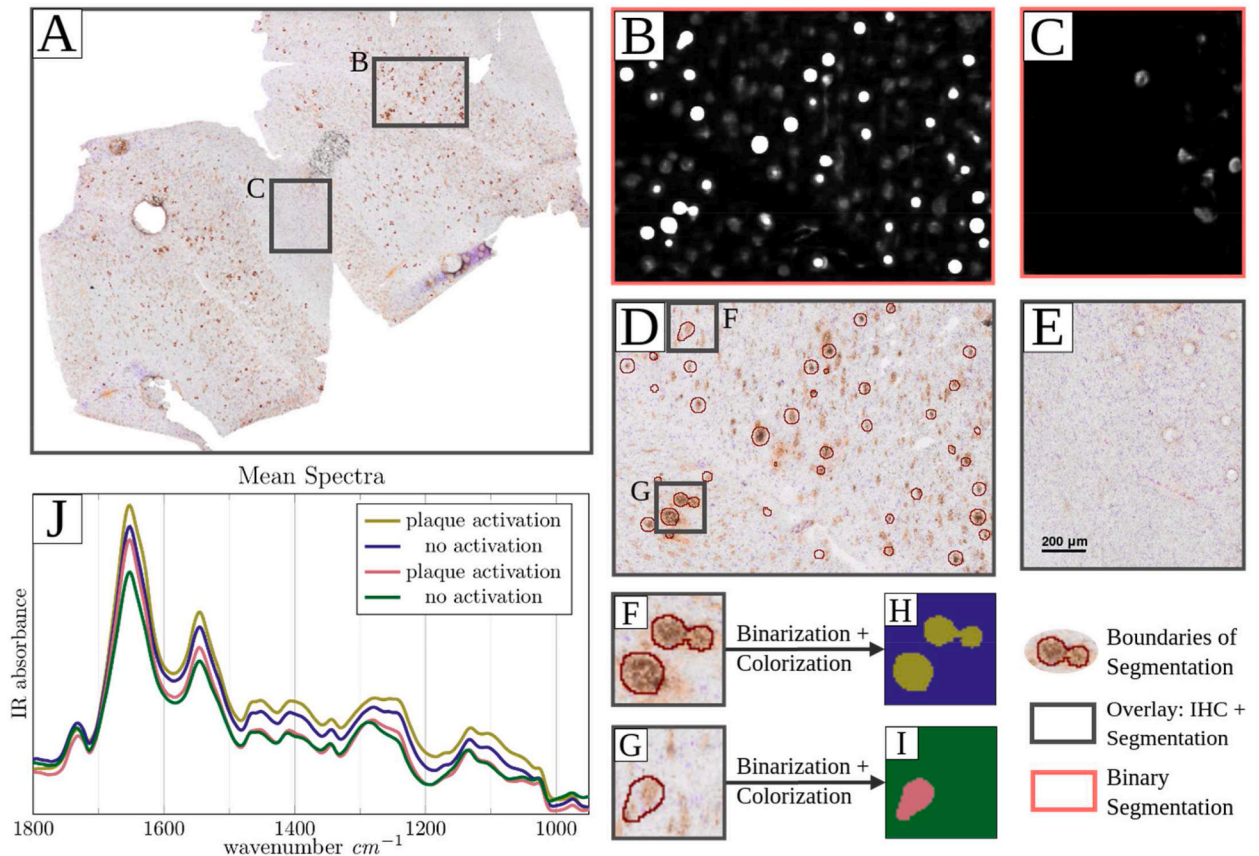 A
B
C
B
C
D
F
G
E
200 µm
Mean Spectra
J
plaque activation
no activation
plaque activation
no activation
IR absorbance
1800
1600
1400
1200
1000
wavenumber cm⁻¹
F
Binarization +
Colorization
H
G
Binarization +
Colorization
I
Boundaries of
Segmentation
Overlay: IHC +
Segmentation
Binary
Segmentation